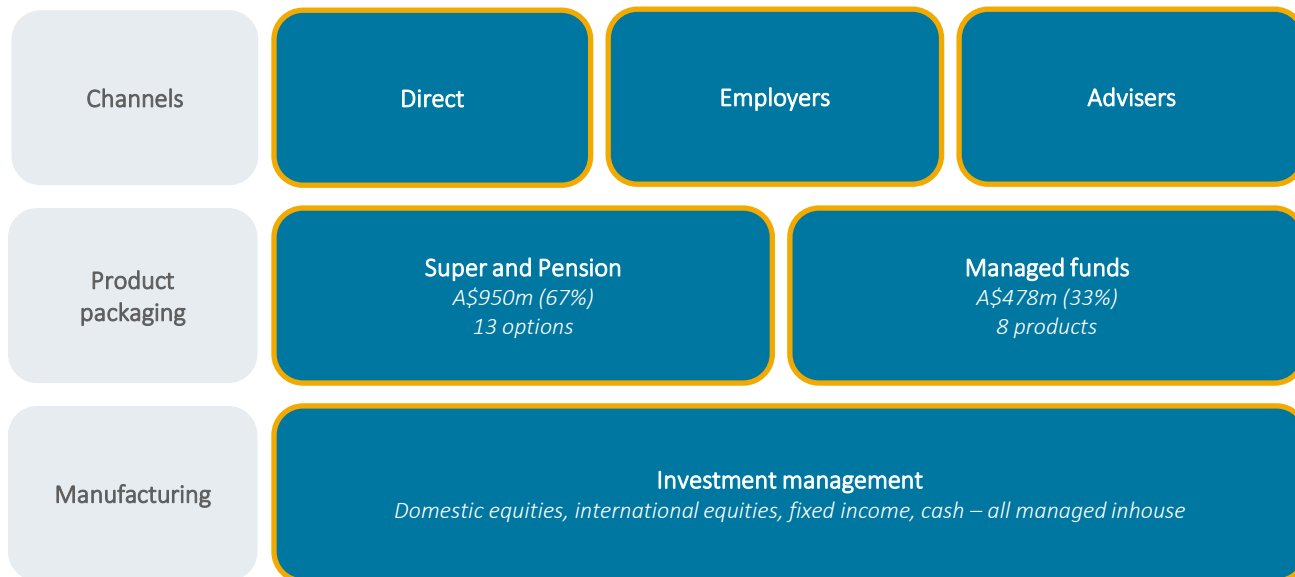 Channels
Direct
Employers
Advisers
Product
packaging
Super and Pension
A$950m (67%)
13 options
Managed funds
A$478m (33%)
8 products
Manufacturing
Investment management
Domestic equities, international equities, fixed income, cash – all managed inhouse